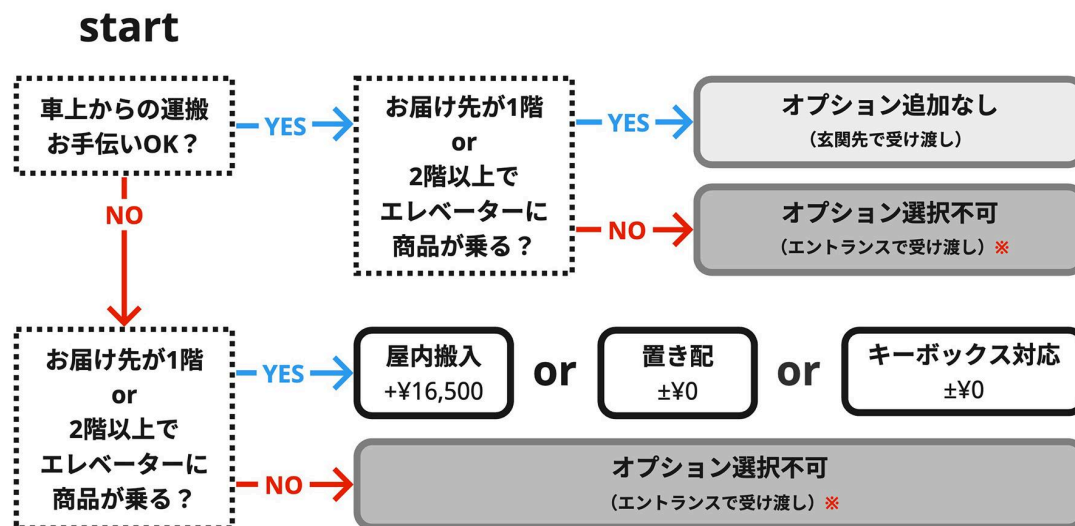 start
車上からの運搬
お手伝いOK？
YES
お届け先が1階
or
2階以上で
エレベーターに
商品が乗る？
YES
オプション追加なし
（玄関先で受け渡し）
NO
オプション選択不可
（エントランスで受け渡し）※
NO
お届け先が1階
or
2階以上で
エレベーターに
商品が乗る？
YES
屋内搬入
+¥16,500
or
置き配
±¥0
or
キーボックス対応
±¥0
NO
オプション選択不可
（エントランスで受け渡し）※